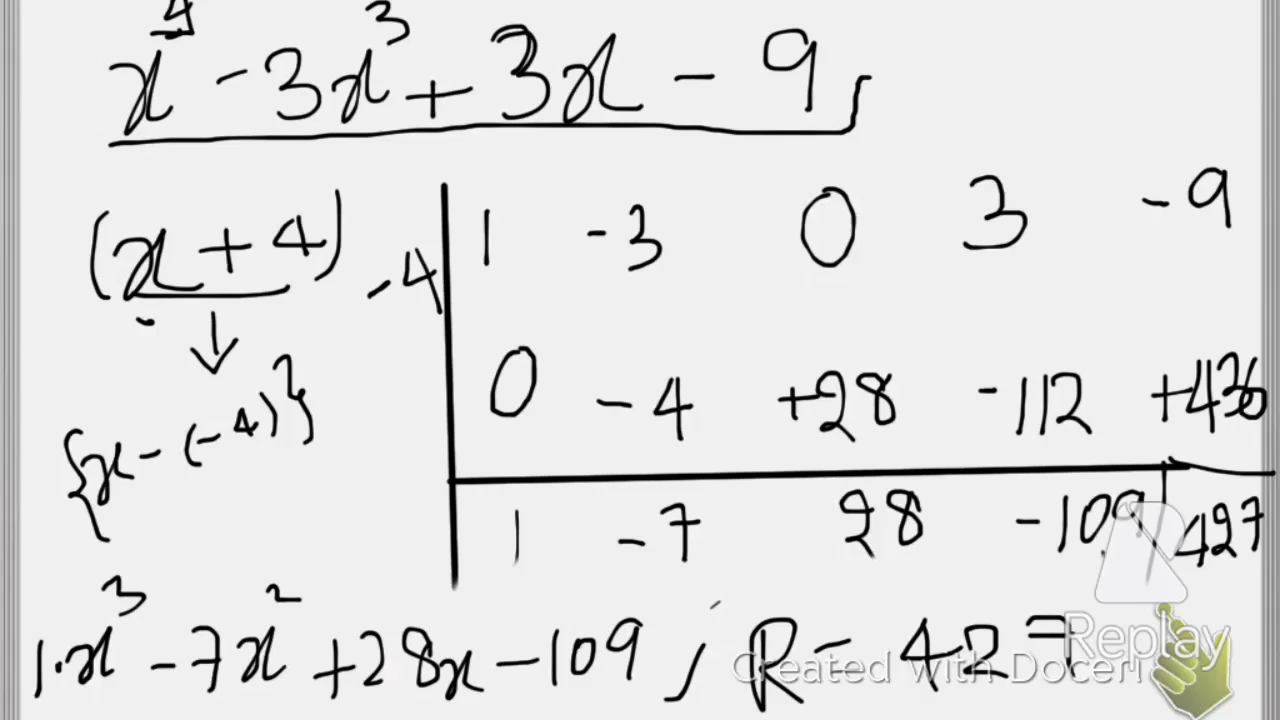 x⁴ - 3x³ + 3x - 9,
(x + 4) -4 | 1 -3 0 3 -9
↓
{x - (-4)} 0 -4 +28 -112 +436
1 -7 28 -109 427
1·x³ - 7x² + 28x - 109 , R = 427
Replay
Created with Doceri